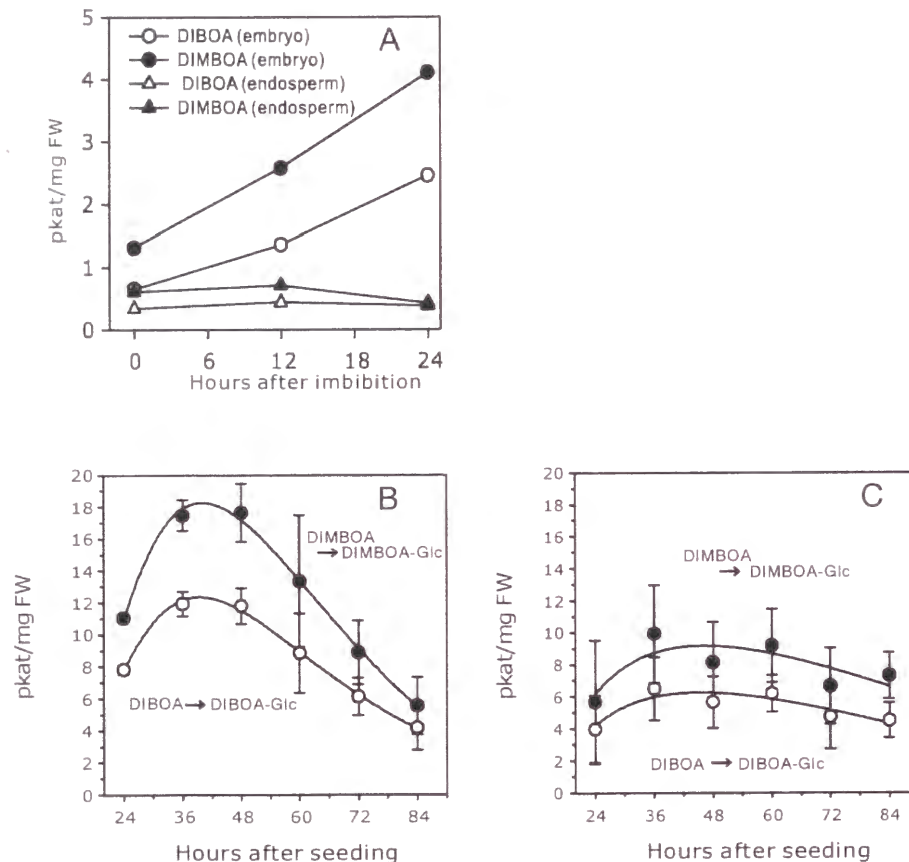 A
DIBOA (embryo)
DIMBOA (embryo)
DIBOA (endosperm)
DIMBOA (endosperm)
pkat/mg FW
5
4
3
2
1
0
0 6 12 18 24
Hours after imbibition
B
DIMBOA
→ DIMBOA-Glc
DIBOA → DIBOA-Glc
pkat/mg FW
20
18
16
14
12
10
8
6
4
2
0
24 36 48 60 72 84
Hours after seeding
C
DIMBOA
→ DIMBOA-Glc
DIBOA → DIBOA-Glc
pkat/mg FW
20
18
16
14
12
10
8
6
4
2
0
24 36 48 60 72 84
Hours after seeding